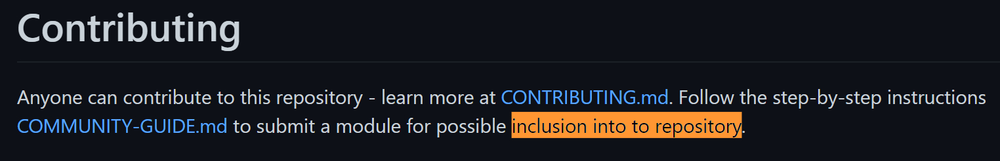 Contributing
Anyone can contribute to this repository - learn more at CONTRIBUTING.md. Follow the step-by-step instructions
COMMUNITY-GUIDE.md to submit a module for possible inclusion into to repository.